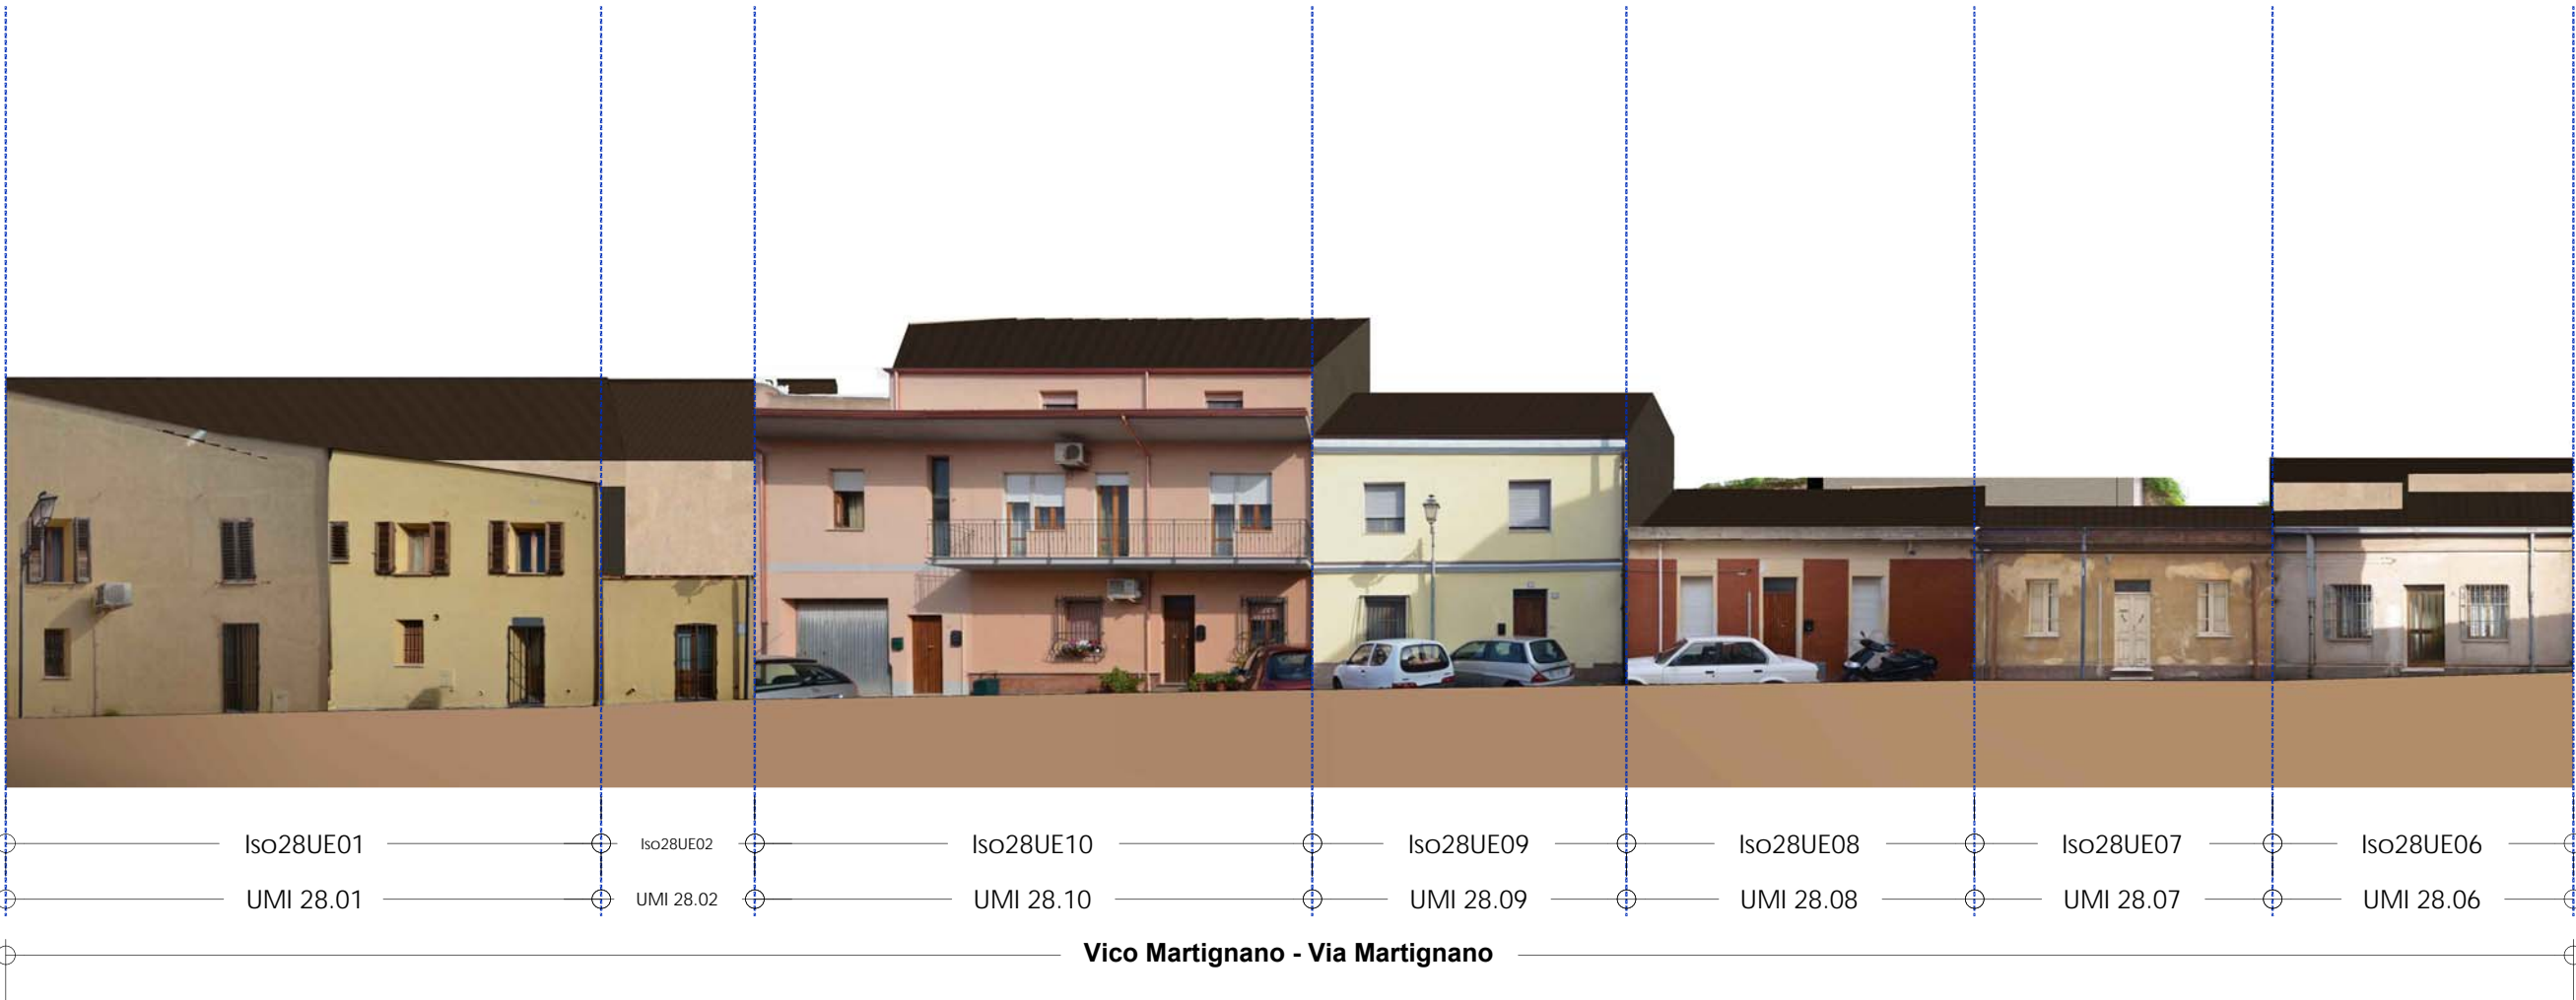 Iso28UE01 Iso28UE02 Iso28UE10 Iso28UE09 Iso28UE08 Iso28UE07 Iso28UE06
UMI 28.01 UMI 28.02 UMI 28.10 UMI 28.09 UMI 28.08 UMI 28.07 UMI 28.06
Vico Martignano - Via Martignano